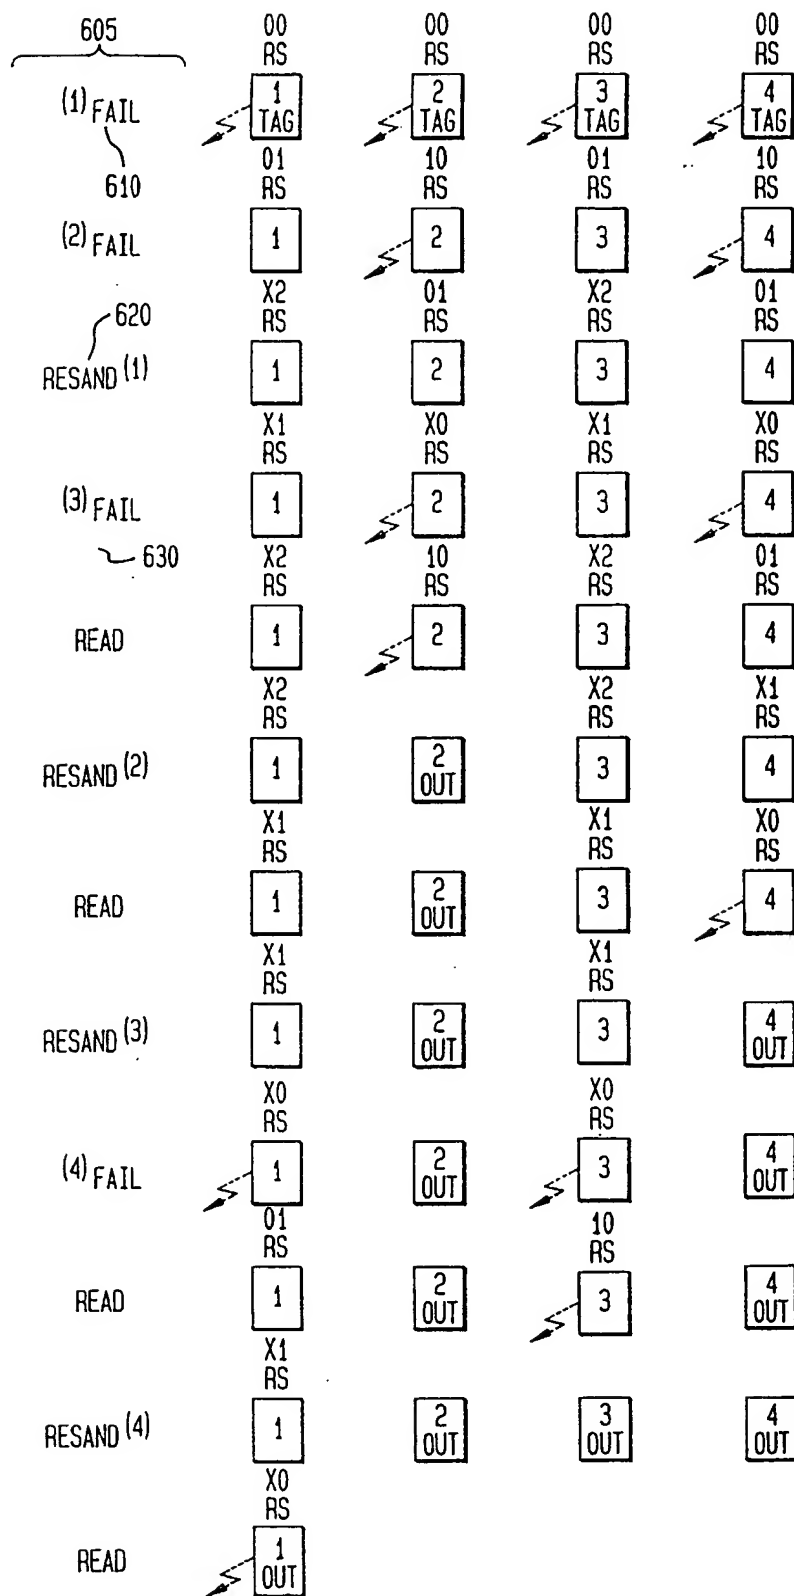 605 00 00 00 00
RS RS RS RS
(1) FAIL 1 TAG 2 TAG 3 TAG 4 TAG
610 01 10 01 10
RS RS RS RS
(2) FAIL 1 2 3 4
620 X2 01 X2 01
RS RS RS RS
RESAND (1) 1 2 3 4
X1 X0 X1 X0
RS RS RS RS
(3) FAIL 1 2 3 4
630 X2 10 X2 01
RS RS RS RS
READ 1 2 3 4
X2 X2 X1
RS RS RS
RESAND (2) 1 2 OUT 3 4
X1 X1 X0
RS RS RS
READ 1 2 OUT 3 4
X1 X1
RS RS
RESAND (3) 1 2 OUT 3 4 OUT
X0 X0
RS RS
(4) FAIL 1 2 OUT 3 4 OUT
01 10
RS RS
READ 1 2 OUT 3 4 OUT
X1
RS
RESAND (4) 1 2 OUT 3 OUT 4 OUT
X0
RS
READ 1 OUT